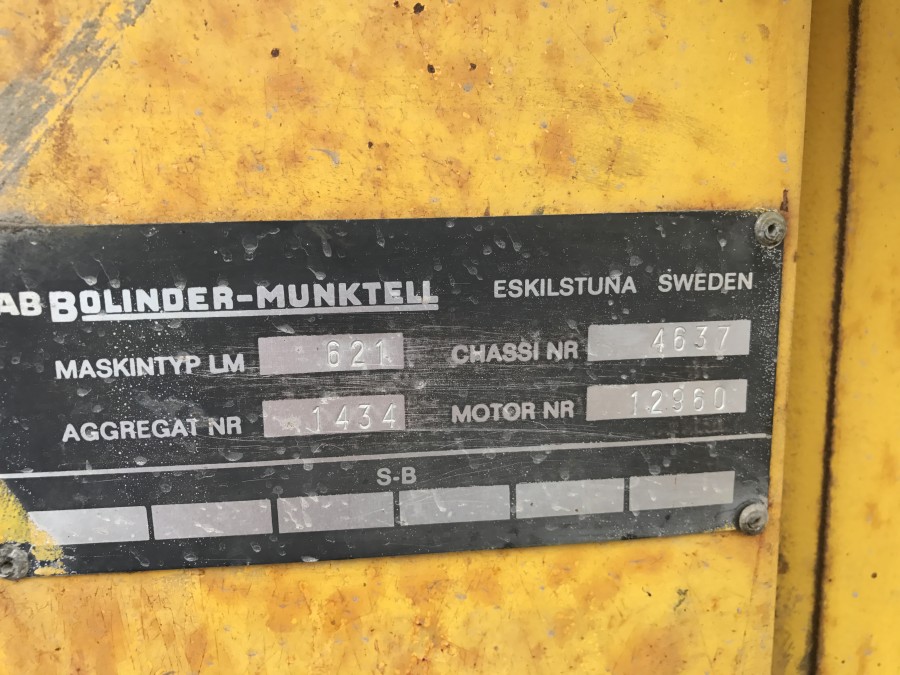 AB BOLINDER-MUNKTELL ESKILSTUNA SWEDEN
MASKINTYP LM 621 CHASSI NR 4637
AGGREGAT NR 1434 MOTOR NR 12960
S-B